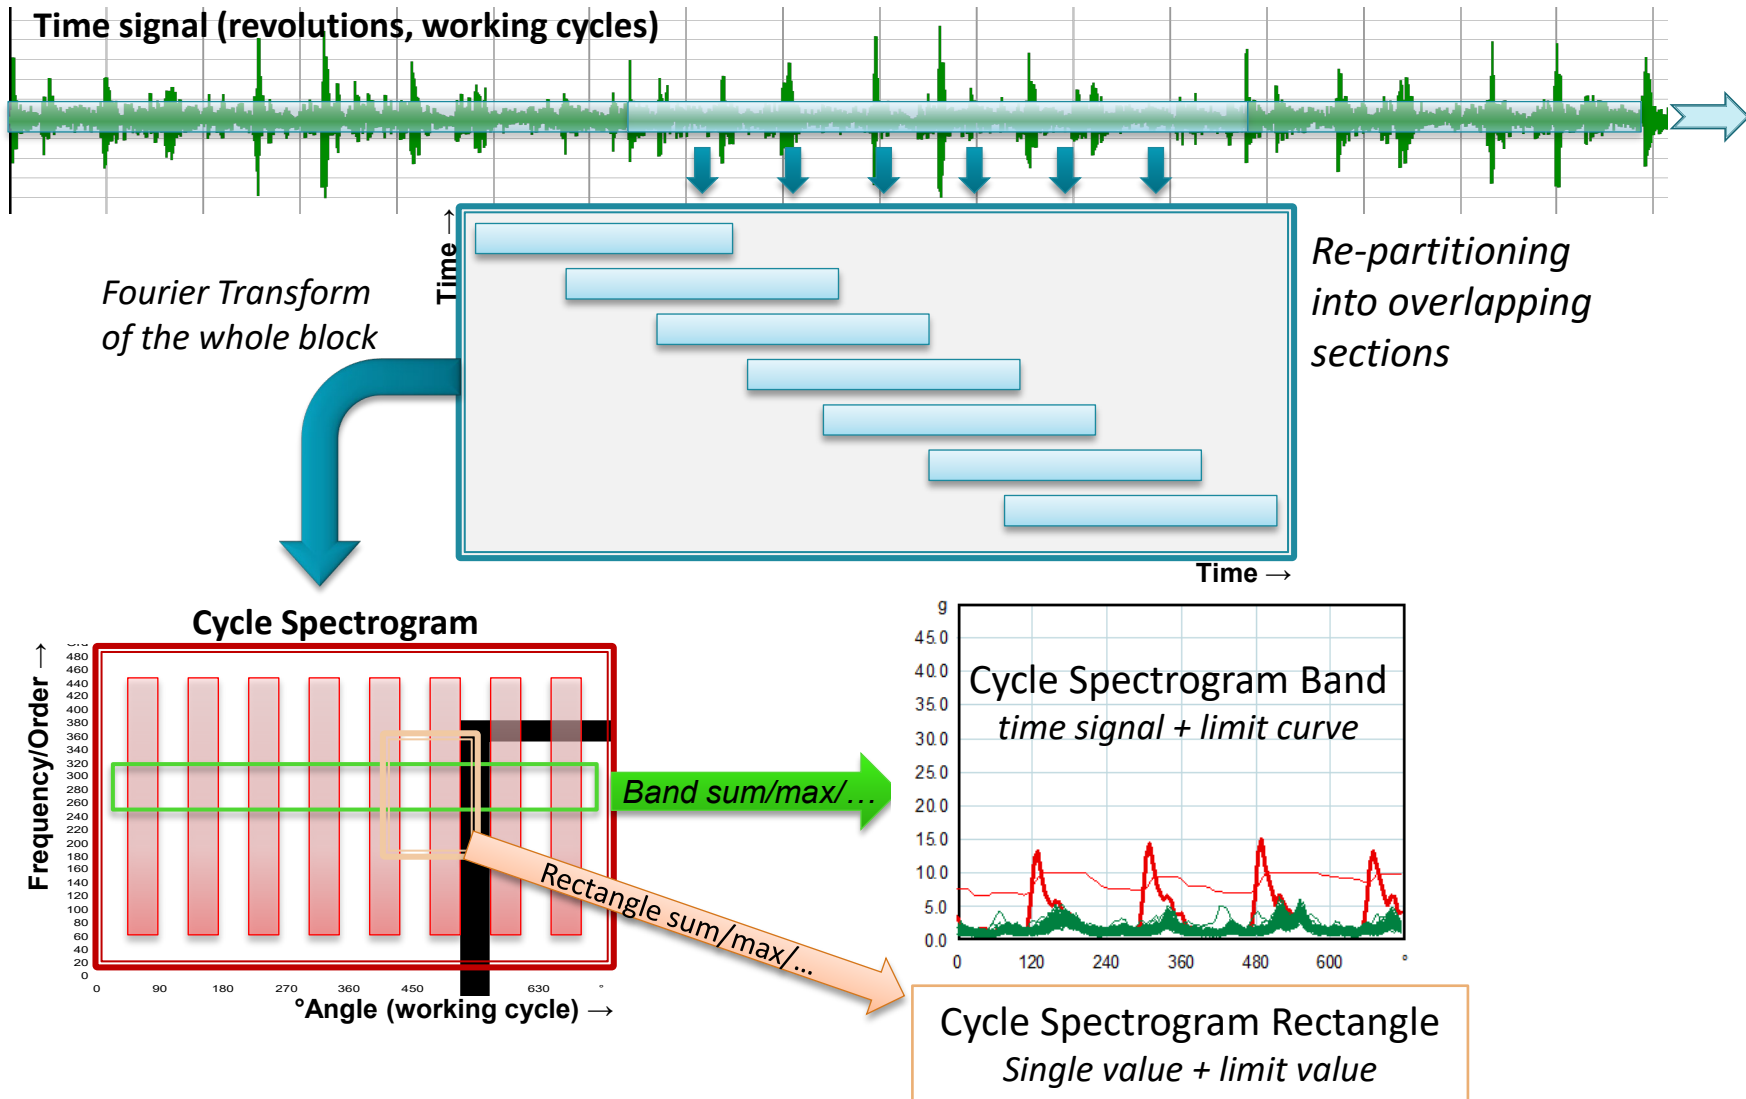 Time signal (revolutions, working cycles)
Time →
Fourier Transform
of the whole block
Re-partitioning
into overlapping
sections
Time →
Cycle Spectrogram
Frequency/Order →
480
460
440
420
400
380
360
340
320
300
280
260
240
220
200
180
160
140
120
100
80
60
40
20
0
0 90 180 270 360 450 630 °
°Angle (working cycle) →
Band sum/max/…
Rectangle sum/max/...
g
45.0
40.0
35.0
30.0
25.0
20.0
15.0
10.0
5.0
0.0
0 120 240 360 480 600 °
Cycle Spectrogram Band
time signal + limit curve
Cycle Spectrogram Rectangle
Single value + limit value